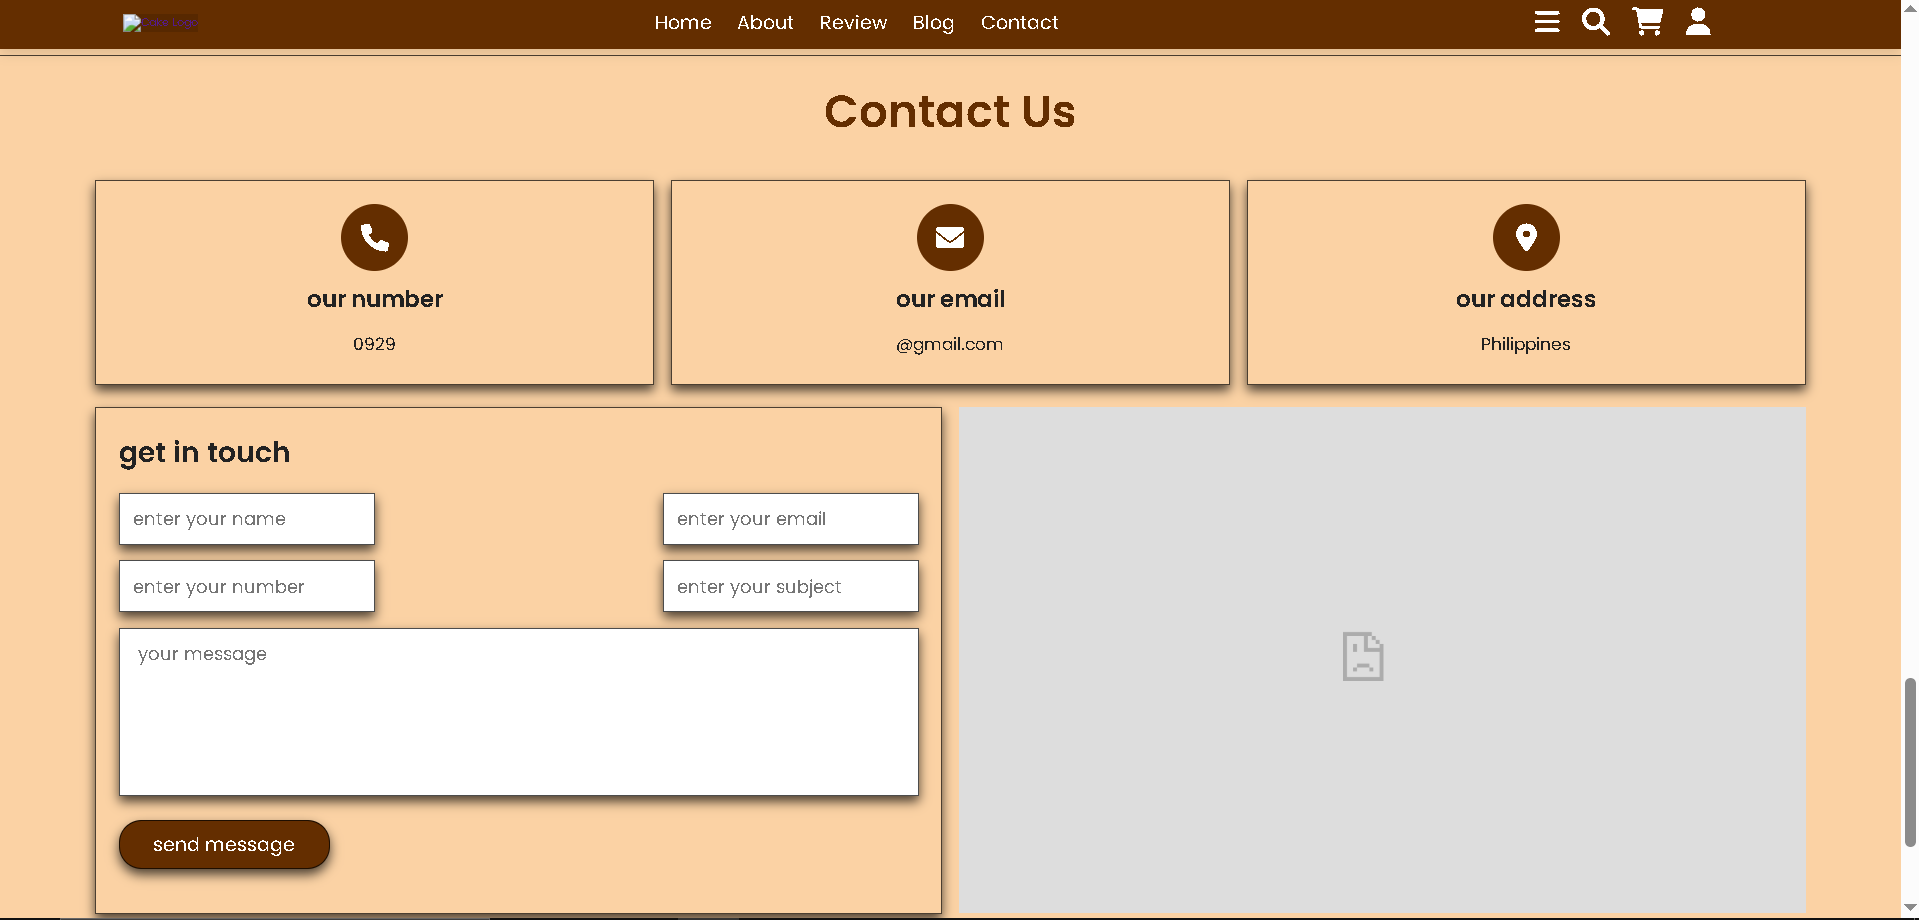 Home About Review Blog Contact
Contact Us
our number
0929
our email
@gmail.com
our address
Philippines
get in touch
enter your name
enter your email
enter your number
enter your subject
your message
send message